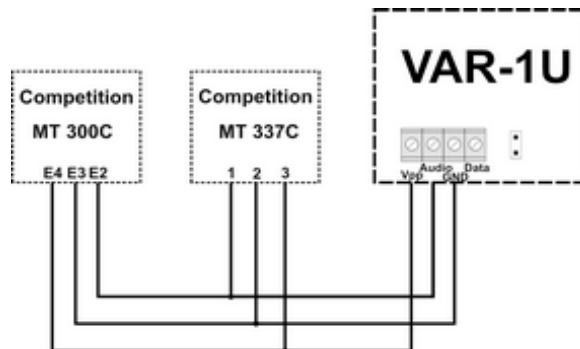 VAR-1U
Competition
MT 300C
E4 E3 E2
Competition
MT 337C
1 2 3
Vpp Audio GND Data